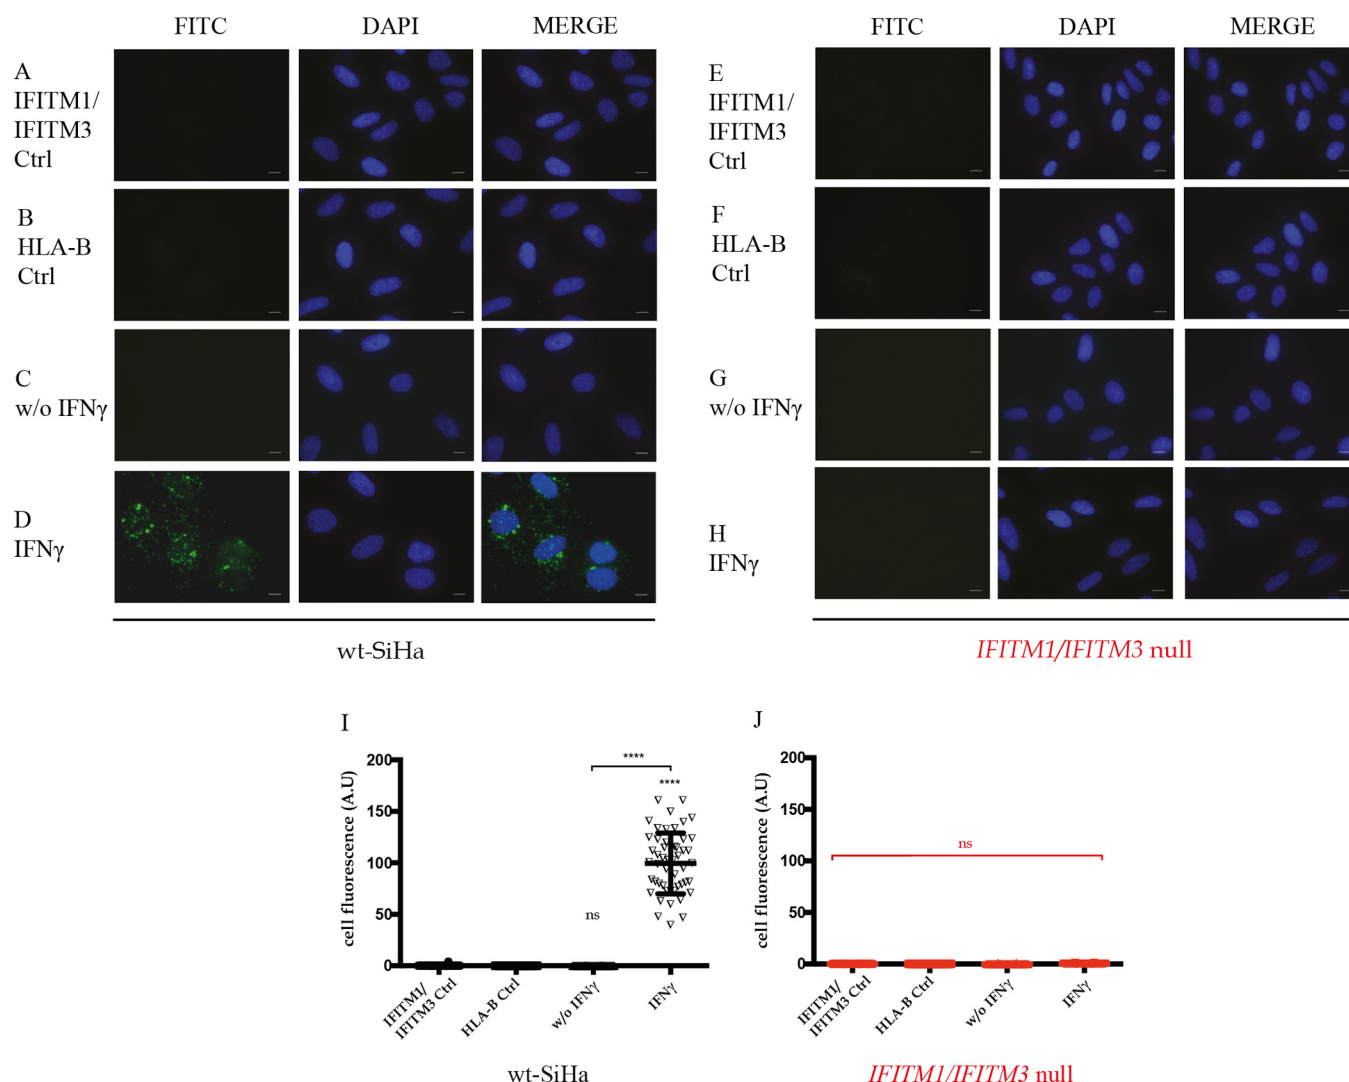 FITC DAPI MERGE
A
IFITM1/
IFITM3
Ctrl
B
HLA-B
Ctrl
C
w/o IFNγ
D
IFNγ
wt-SiHa
FITC DAPI MERGE
E
IFITM1/
IFITM3
Ctrl
F
HLA-B
Ctrl
G
w/o IFNγ
H
IFNγ
IFITM1/IFITM3 null
I
cell fluorescence (A.U)
200
150
100
50
0
****
****
ns
IFITM1/
IFITM3 Ctrl
HLA-B Ctrl
w/o IFNγ
IFNγ
wt-SiHa
J
cell fluorescence (A.U)
200
150
100
50
0
ns
IFITM1/
IFITM3 Ctrl
HLA-B Ctrl
w/o IFNγ
IFNγ
IFITM1/IFITM3 null